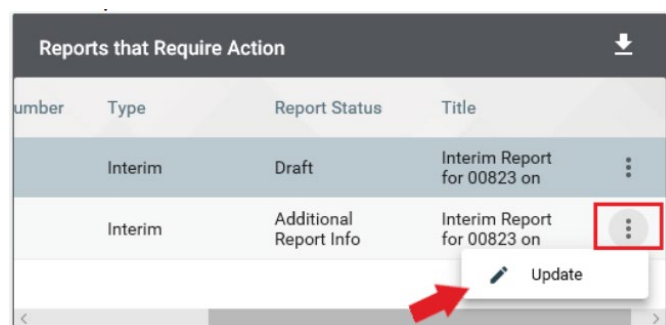 Reports that Require Action
umber Type Report Status Title
Interim Draft Interim Report
for 00823 on
Interim Additional Interim Report
Report Info for 00823 on
Update